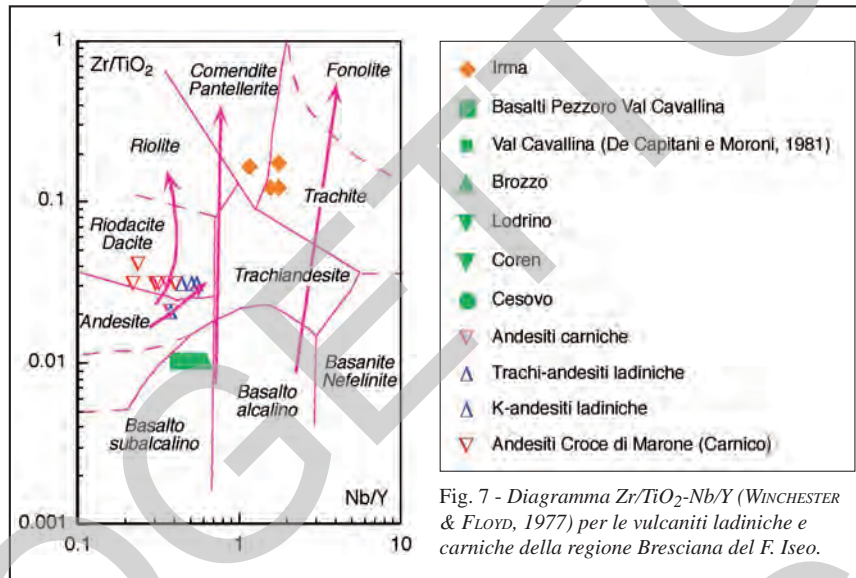 1
Zr/TiO2
Comendite
Pantellerite
Fonolite
Riolite
0.1
Trachite
Riodacite
Dacite
Trachiandesite
Andesite
0.01
Basanite
Nefelinite
Basalto
alcalino
Basalto
subalcalino
Nb/Y
0.001
0.1
1
10
Irma
Basalti Pezzoro Val Cavallina
Val Cavallina (De Capitani e Moroni, 1981)
Brozzo
Lodrino
Coren
Cesovo
Andesiti carniche
Trachi-andesiti ladiniche
K-andesiti ladiniche
Andesiti Croce di Marone (Carnico)
Fig. 7 - Diagramma Zr/TiO2-Nb/Y (WINCHESTER
& FLOYD, 1977) per le vulcaniti ladiniche e
carniche della regione Bresciana del F. Iseo.